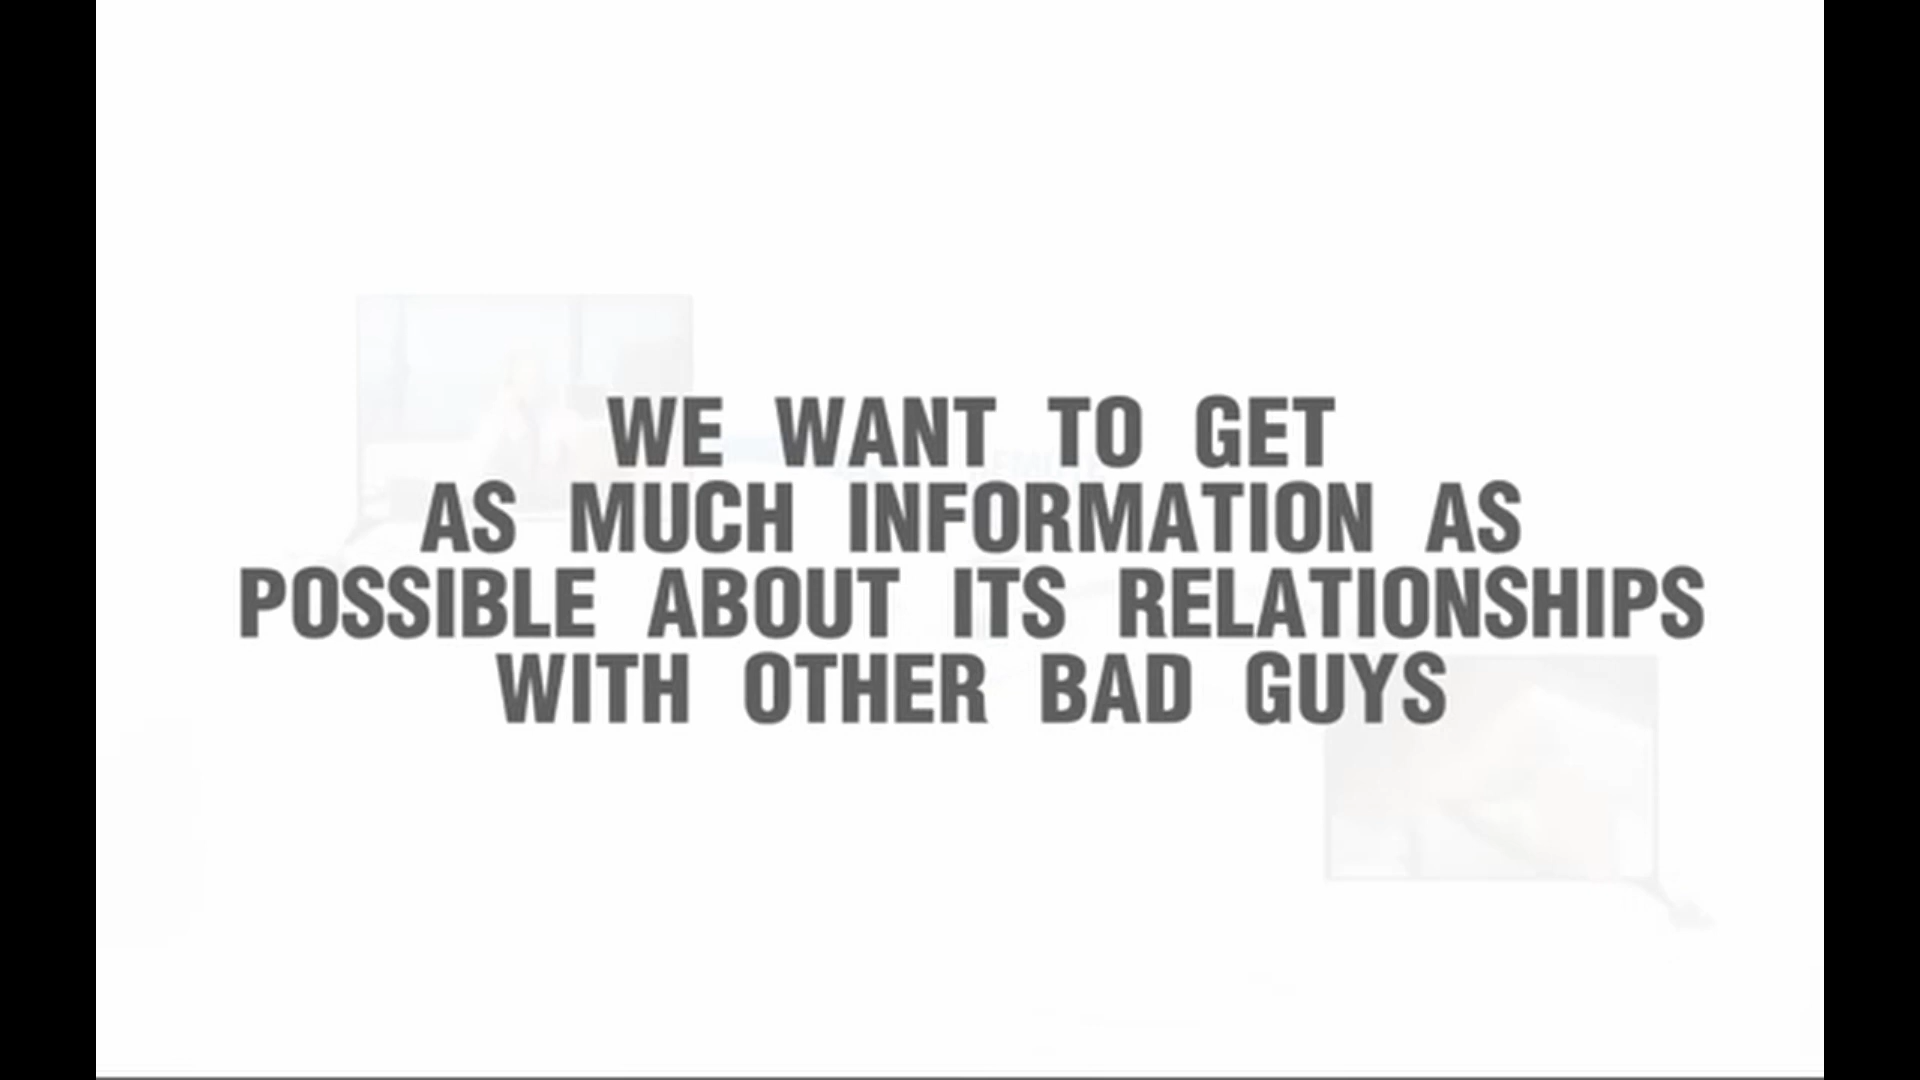 WE WANT TO GET
AS MUCH INFORMATION AS
POSSIBLE ABOUT ITS RELATIONSHIPS
WITH OTHER BAD GUYS